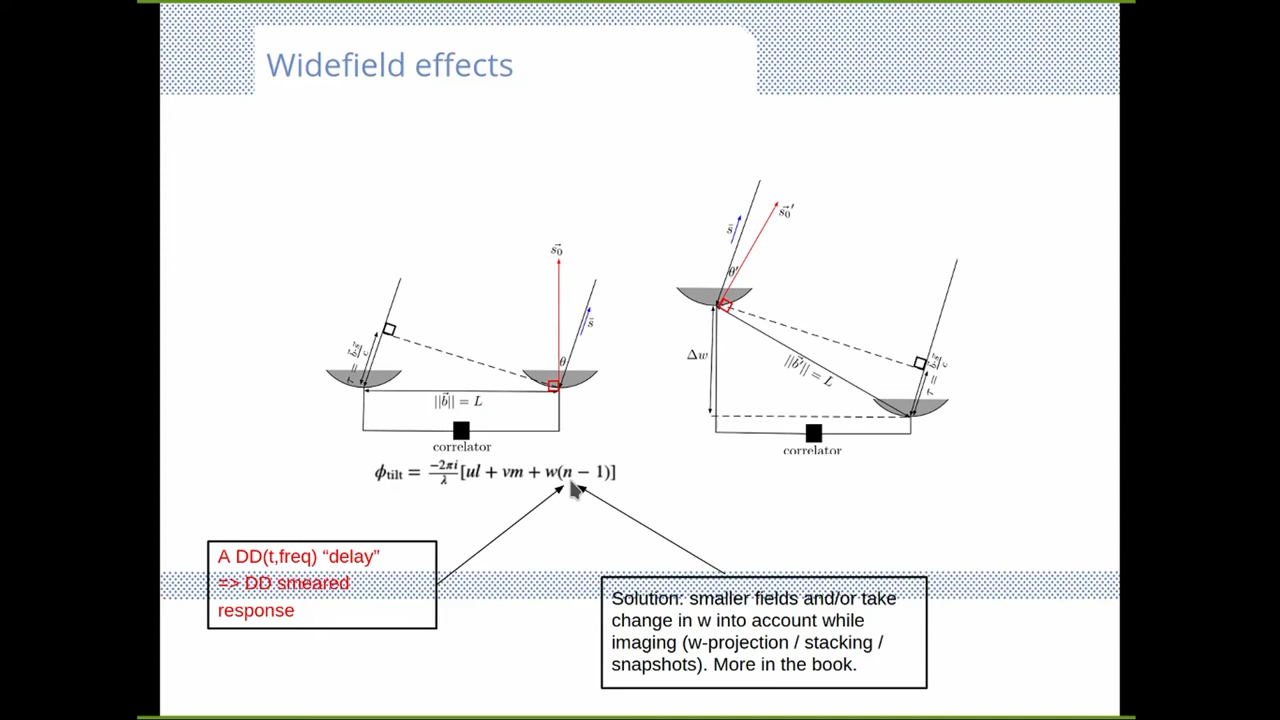 Widefield effects
s⃗₀
s⃗
θ
τ = b⃗·s⃗/c
||b⃗|| = L
correlator
s⃗₀′
s⃗
θ′
Δw
||b⃗′|| = L
correlator
ϕtilt = −2πi/λ [ul + vm + w(n − 1)]
A DD(t,freq) “delay”
=> DD smeared
response
Solution: smaller fields and/or take
change in w into account while
imaging (w-projection / stacking /
snapshots). More in the book.